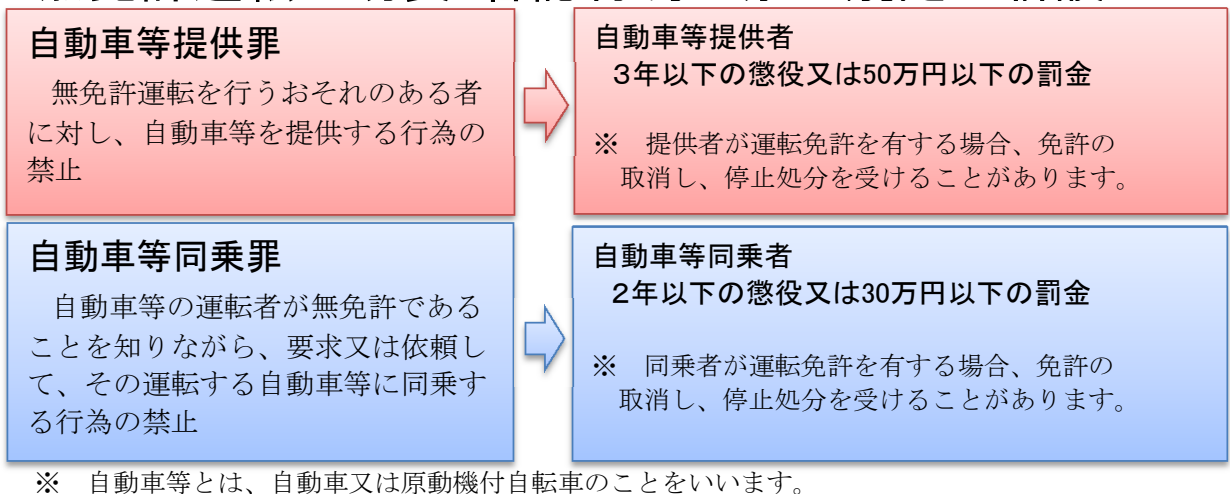 自動車等提供罪
無免許運転を行うおそれのある者
に対し、自動車等を提供する行為の
禁止
自動車等提供者
３年以下の懲役又は50万円以下の罰金
※　提供者が運転免許を有する場合、免許の
取消し、停止処分を受けることがあります。
自動車等同乗罪
自動車等の運転者が無免許である
ことを知りながら、要求又は依頼し
て、その運転する自動車等に同乗す
る行為の禁止
自動車等同乗者
２年以下の懲役又は30万円以下の罰金
※　同乗者が運転免許を有する場合、免許の
取消し、停止処分を受けることがあります。
※　自動車等とは、自動車又は原動機付自転車のことをいいます。